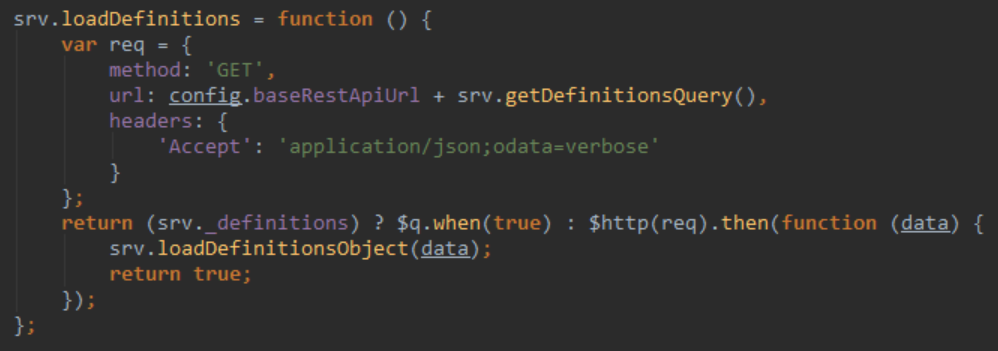 srv.loadDefinitions = function () {
    var req = {
        method: 'GET',
        url: config.baseRestApiUrl + srv.getDefinitionsQuery(),
        headers: {
            'Accept': 'application/json;odata=verbose'
        }
    };
    return (srv._definitions) ? $q.when(true) : $http(req).then(function (data) {
        srv.loadDefinitionsObject(data);
        return true;
    });
};